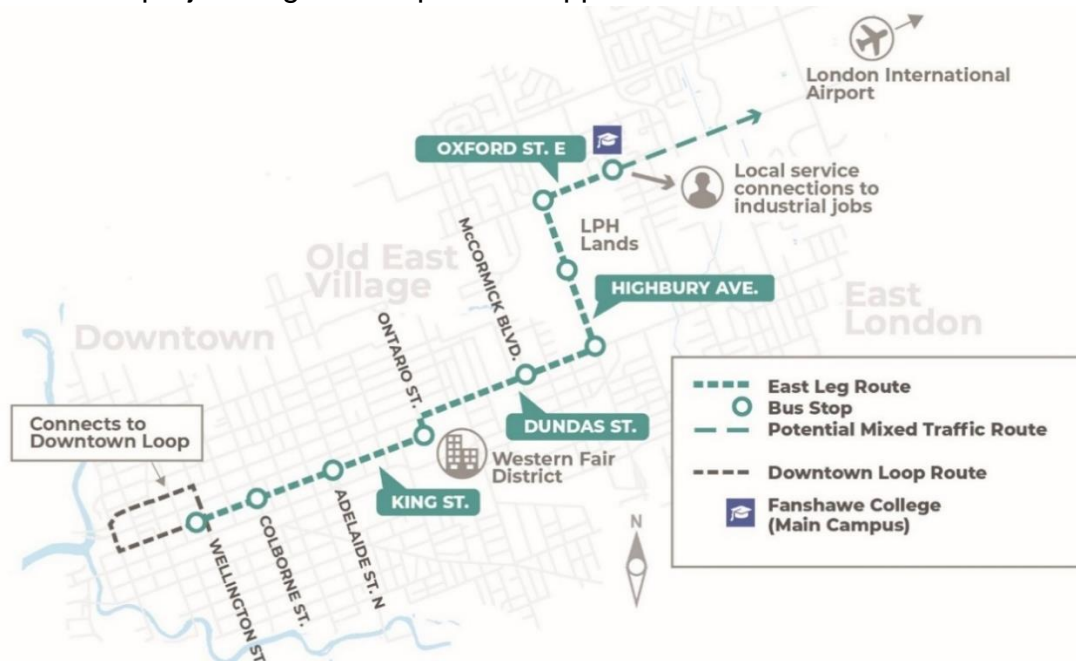 London International
Airport
OXFORD ST. E
Local service
connections to
industrial jobs
LPH
Lands
McCORMICK BLVD.
Old East
Village
HIGHBURY AVE.
East
London
Downtown
ONTARIO ST.
DUNDAS ST.
Connects to
Downtown Loop
Western Fair
District
KING ST.
ADELAIDE ST. N
COLBORNE ST.
WELLINGTON ST.
N
East Leg Route
Bus Stop
Potential Mixed Traffic Route
Downtown Loop Route
Fanshawe College
(Main Campus)